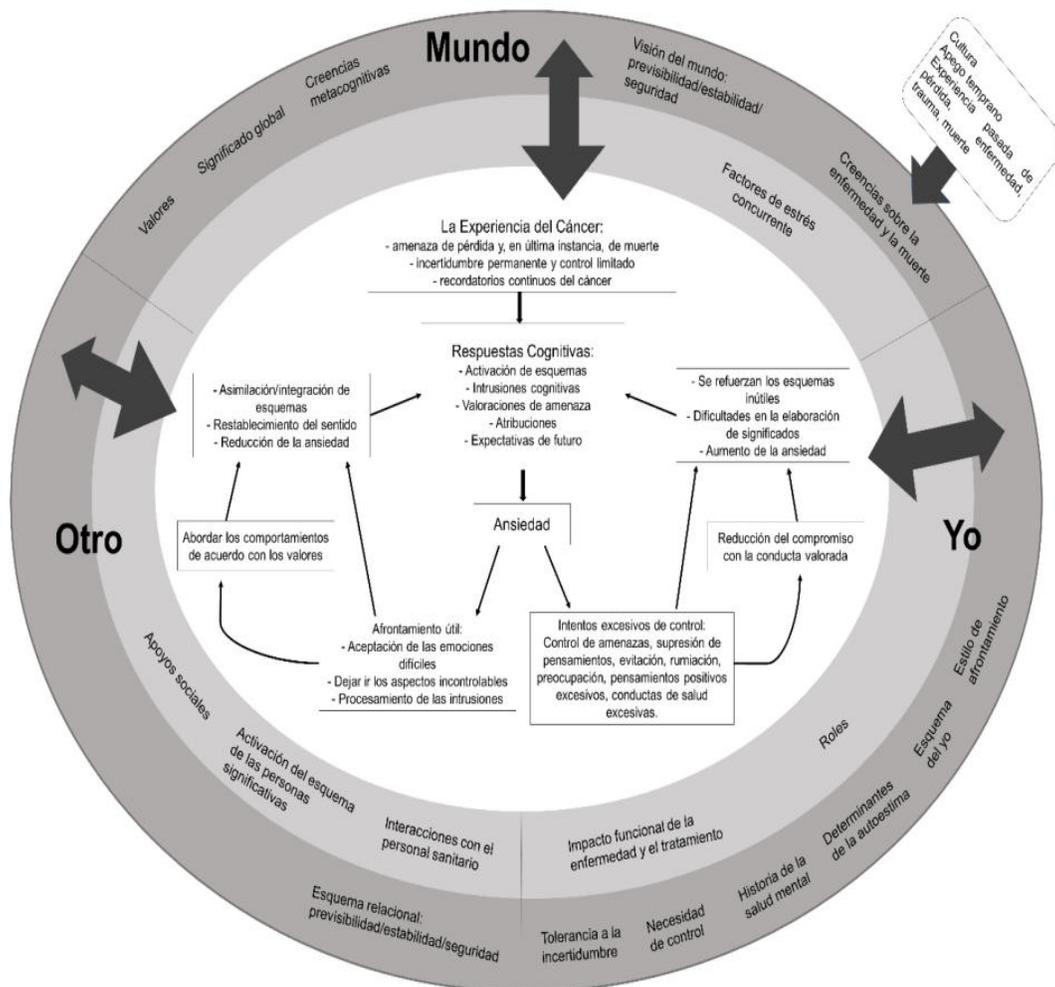 Mundo
Creencias
metacognitivas
Significado global
Valores
Visión del mundo:
previsibilidad/estabilidad/
seguridad
Cultura
Apego temprano
Experiencia pasada de
pérdida, enfermedad,
trauma, muerte
Creencias sobre la
enfermedad y la muerte
Factores de estrés
concurrente
La Experiencia del Cáncer:
- amenaza de pérdida y, en última instancia, de muerte
- incertidumbre permanente y control limitado
- recordatorios continuos del cáncer
Respuestas Cognitivas:
- Activación de esquemas
- Intrusiones cognitivas
- Valoraciones de amenaza
- Atribuciones
- Expectativas de futuro
- Asimilación/integración de
esquemas
- Restablecimiento del sentido
- Reducción de la ansiedad
- Se refuerzan los esquemas
inútiles
- Dificultades en la elaboración
de significados
- Aumento de la ansiedad
Ansiedad
Otro
Abordar los comportamientos
de acuerdo con los valores
Reducción del compromiso
con la conducta valorada
Yo
Afrontamiento útil:
- Aceptación de las emociones
difíciles
- Dejar ir los aspectos incontrolables
- Procesamiento de las intrusiones
Intentos excesivos de control:
Control de amenazas, supresión de
pensamientos, evitación, rumiación,
preocupación, pensamientos positivos
excesivos, conductas de salud
excesivas.
Apoyos sociales
Activación del esquema
de las personas
significativas
Interacciones con el
personal sanitario
Esquema relacional:
previsibilidad/estabilidad/seguridad
Impacto funcional de la
enfermedad y el tratamiento
Roles
Estilo de
afrontamiento
Esquema
del yo
Determinantes
de la autoestima
Historia de la
salud mental
Necesidad
de control
Tolerancia a la
incertidumbre